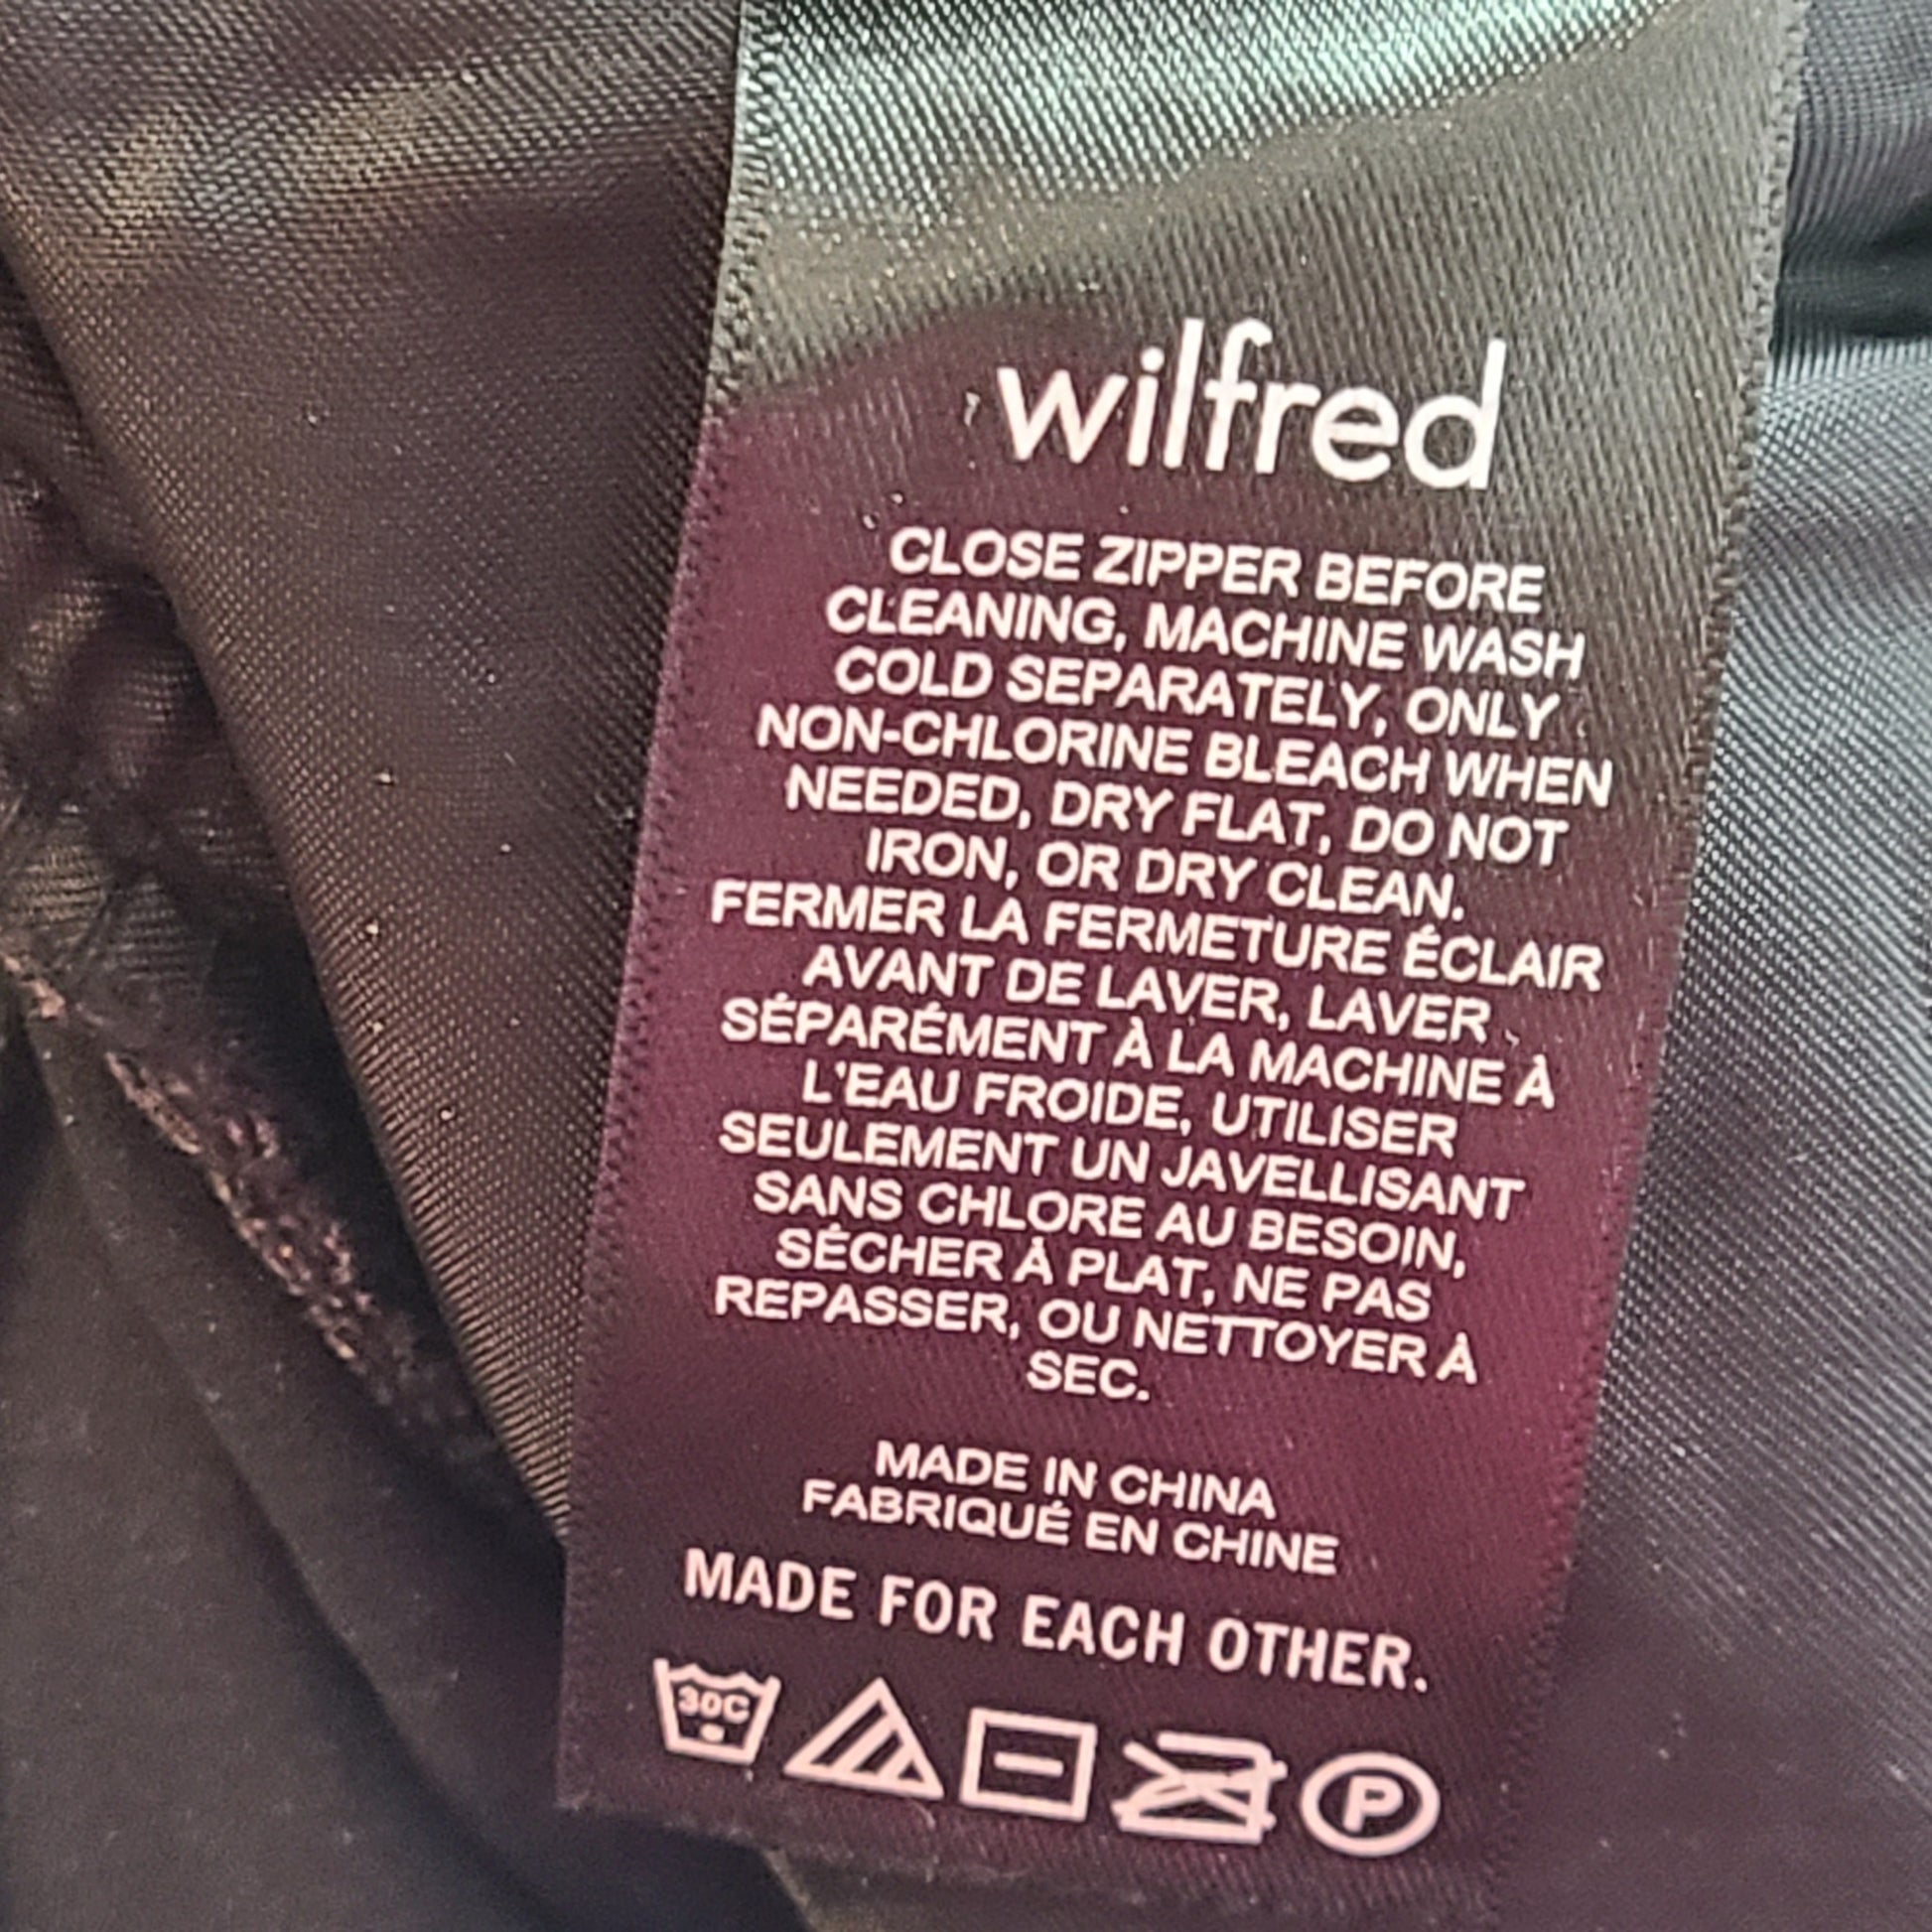 wilfred
CLOSE ZIPPER BEFORE
CLEANING, MACHINE WASH
COLD SEPARATELY, ONLY
NON-CHLORINE BLEACH WHEN
NEEDED, DRY FLAT, DO NOT
IRON, OR DRY CLEAN.
FERMER LA FERMETURE ÉCLAIR
AVANT DE LAVER, LAVER
SÉPARÉMENT À LA MACHINE À
L'EAU FROIDE, UTILISER
SEULEMENT UN JAVELLISANT
SANS CHLORE AU BESOIN,
SÉCHER À PLAT, NE PAS
REPASSER, OU NETTOYER À
SEC.
MADE IN CHINA
FABRIQUÉ EN CHINE
MADE FOR EACH OTHER.
30C P